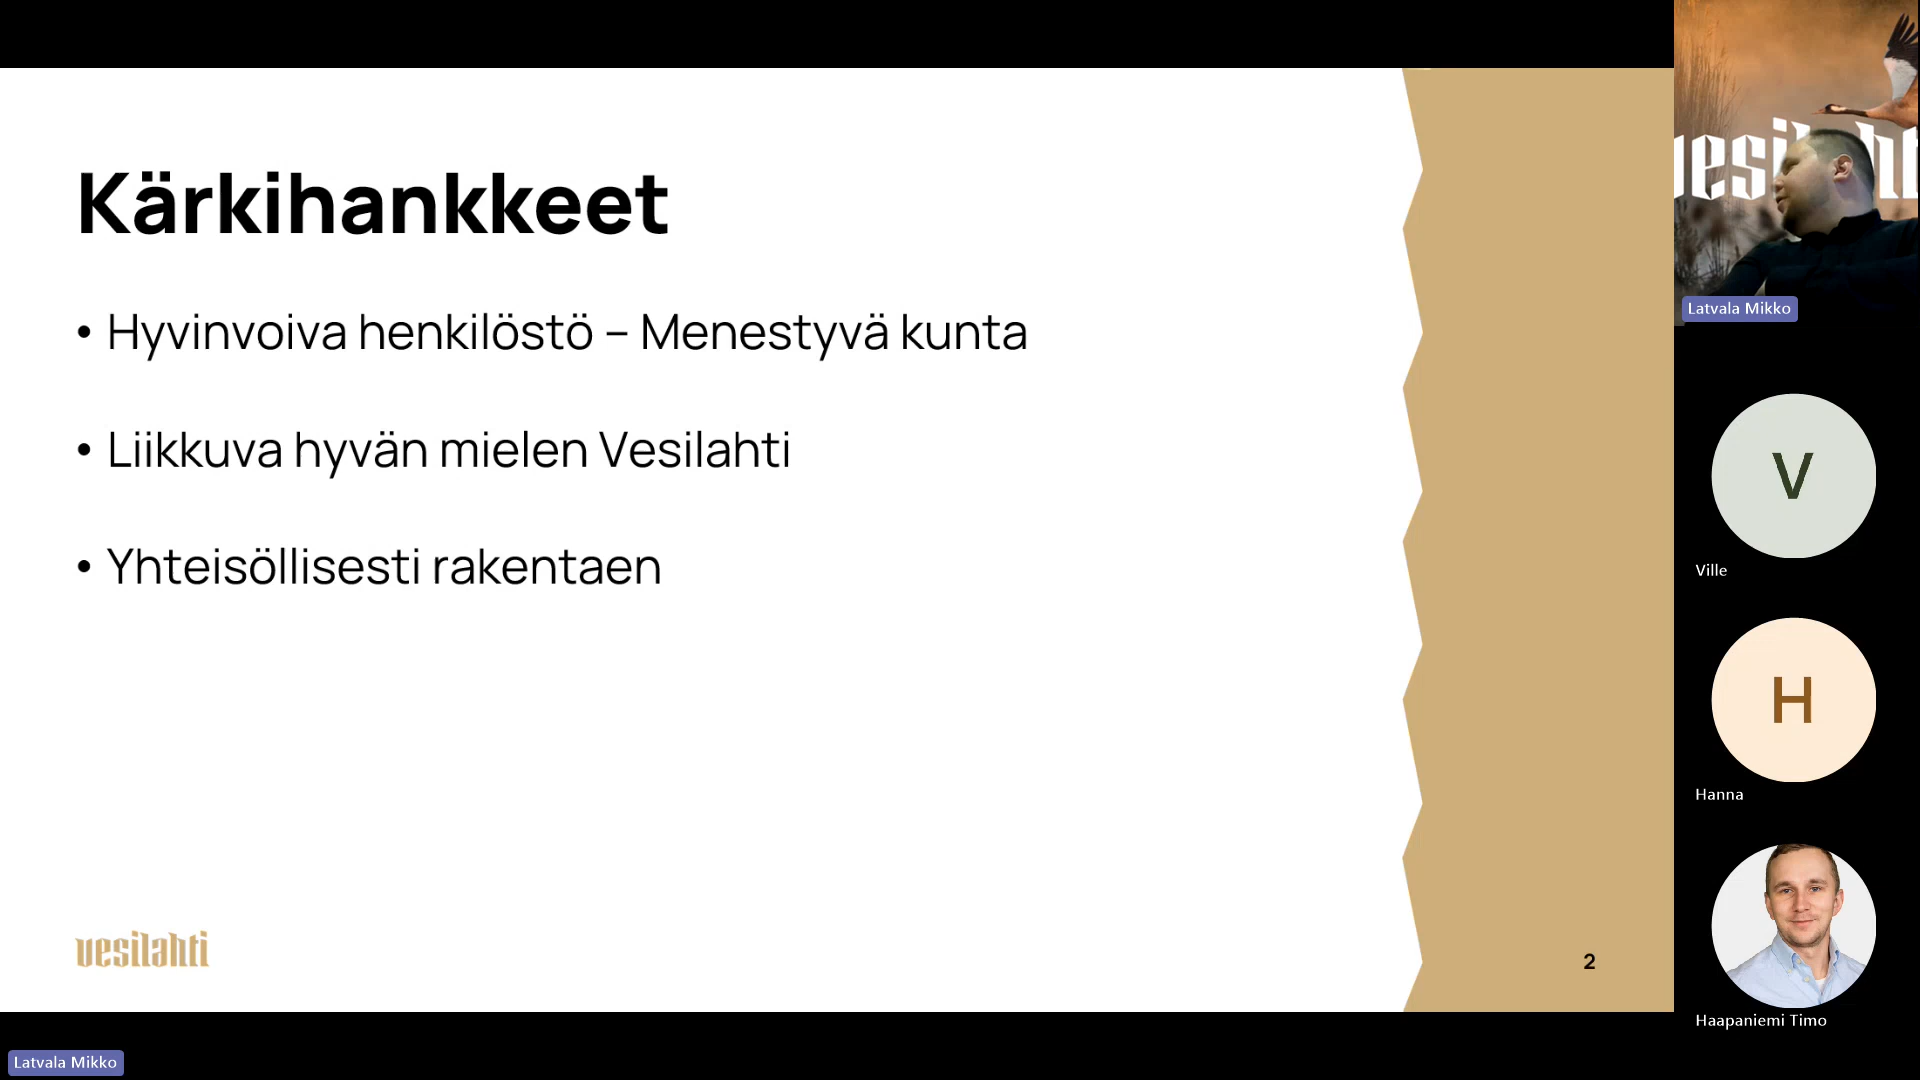 Kärkihankkeet
• Hyvinvoiva henkilöstö – Menestyvä kunta
• Liikkuva hyvän mielen Vesilahti
• Yhteisöllisesti rakentaen
vesilahti
2
Latvala Mikko
vesilahti
Latvala Mikko
V
Ville
H
Hanna
Haapaniemi Timo